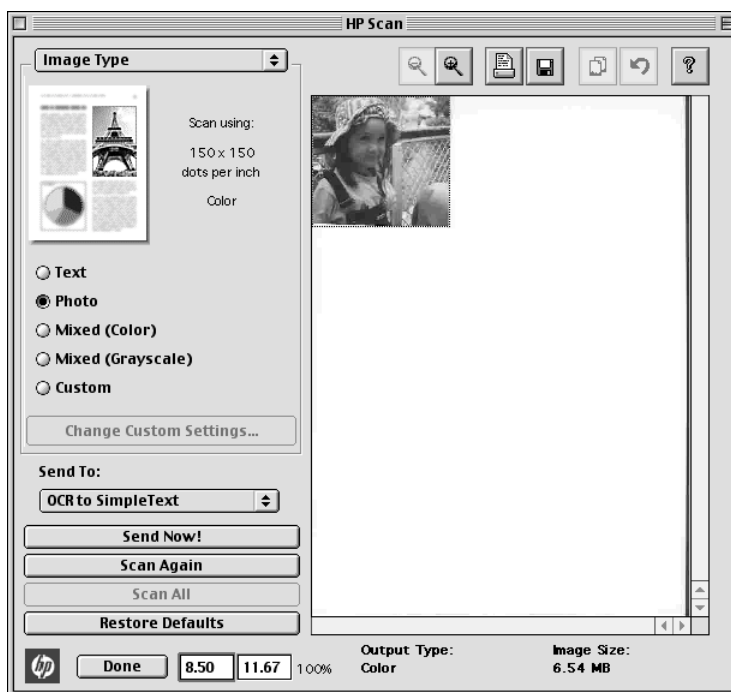 HP Scan
Image Type
Scan using:
150 x 150
dots per inch
Color
Text
Photo
Mixed (Color)
Mixed (Grayscale)
Custom
Change Custom Settings...
Send To:
OCR to SimpleText
Send Now!
Scan Again
Scan All
Restore Defaults
hp
Done
8.50
11.67
100%
Output Type:
Color
Image Size:
6.54 MB